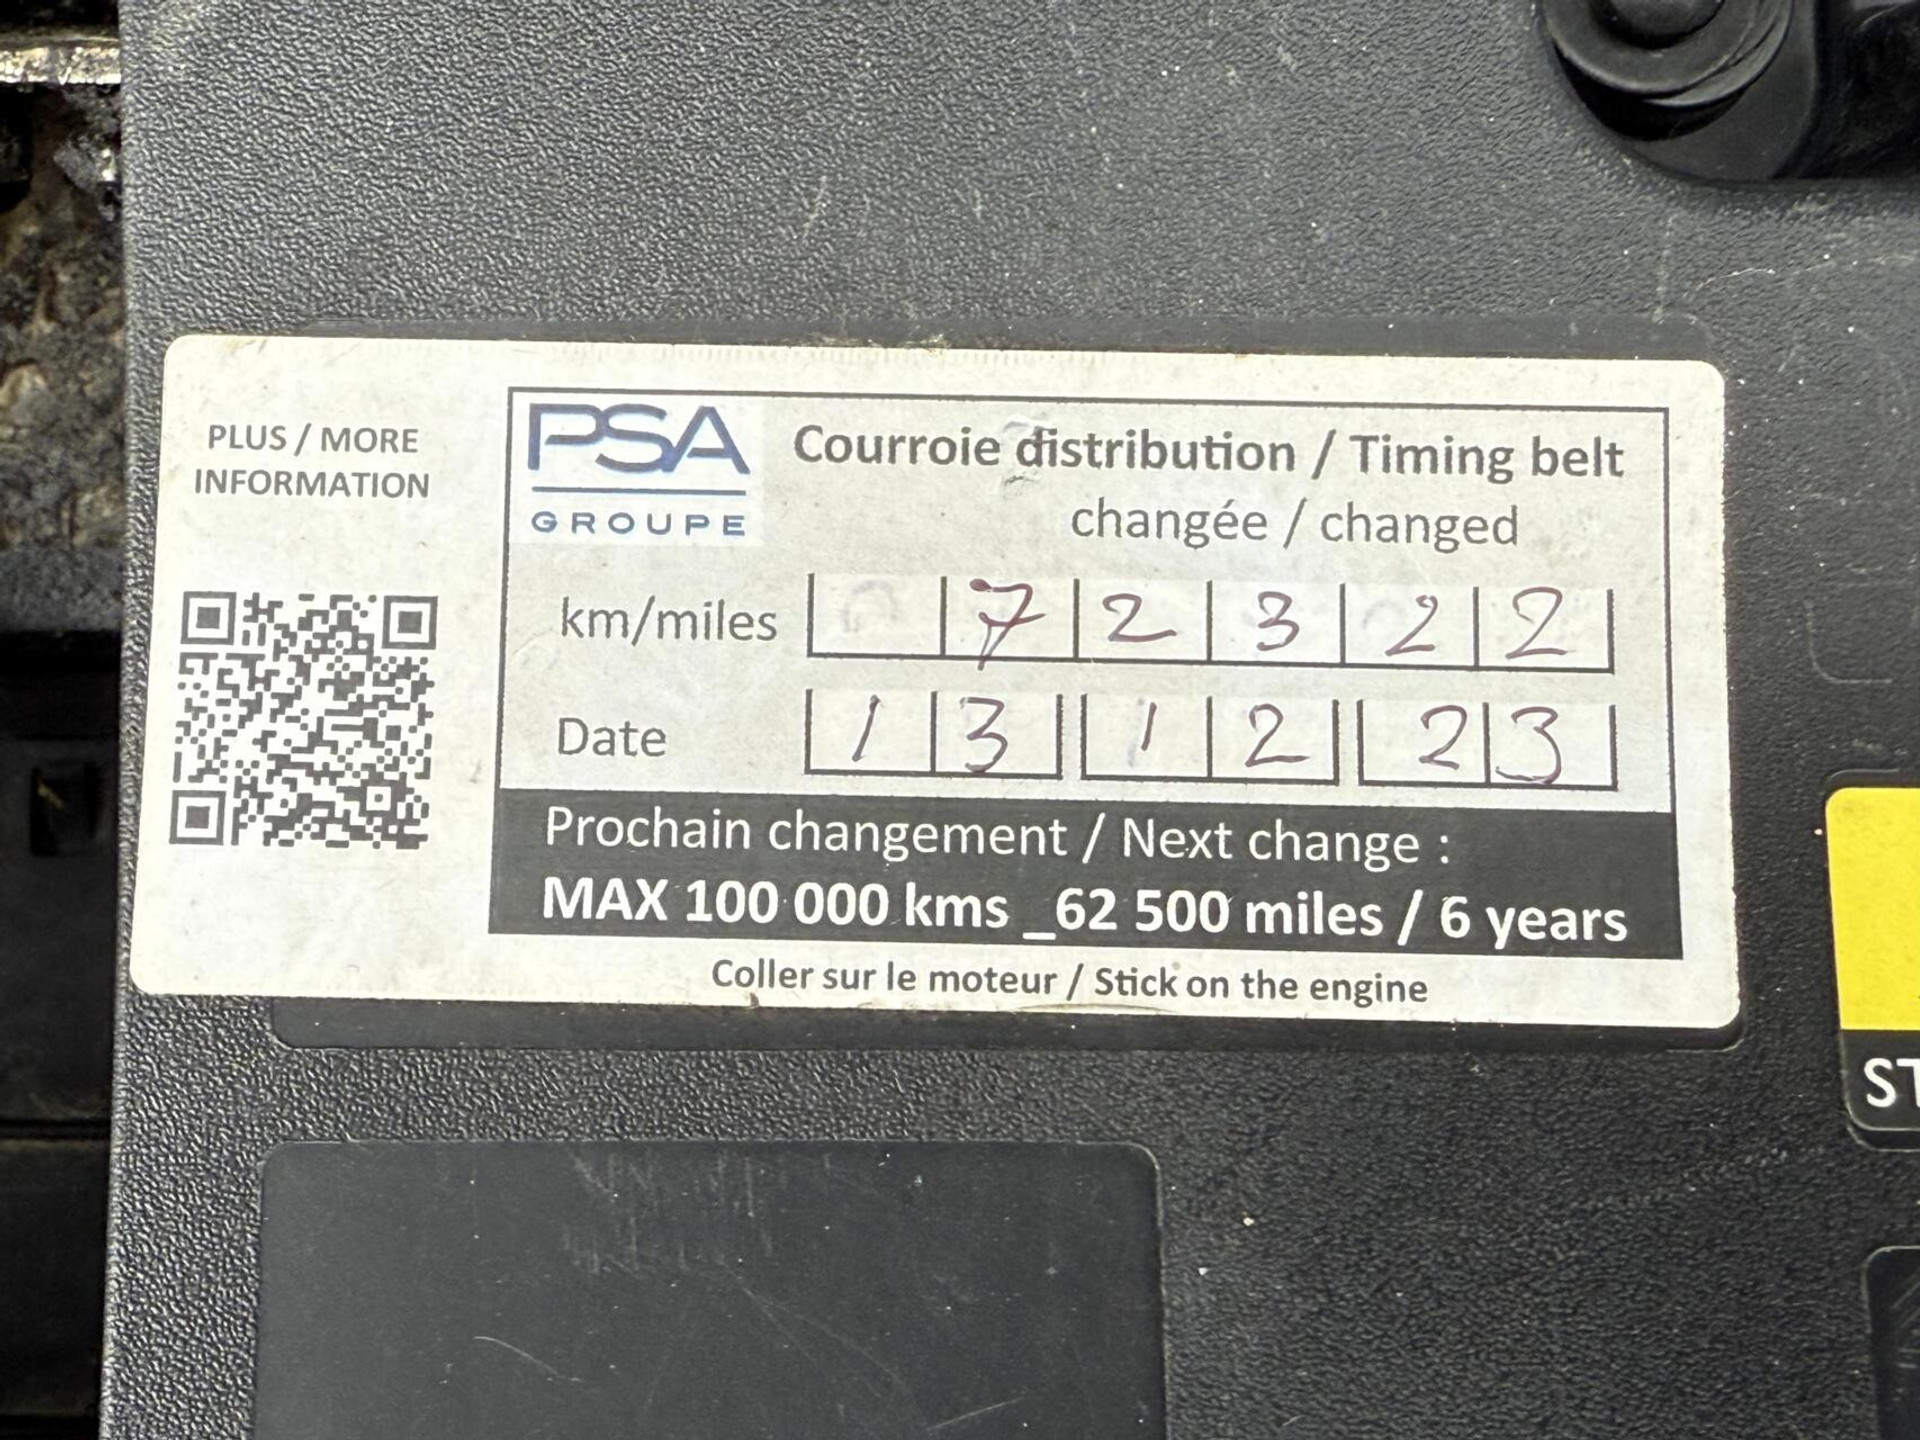 PLUS / MORE
INFORMATION
PSA
GROUPE
Courroie distribution / Timing belt
changée / changed
km/miles 7 2 3 2 2
Date 1 3 1 2 2 3
Prochain changement / Next change :
MAX 100 000 kms _62 500 miles / 6 years
Coller sur le moteur / Stick on the engine
ST